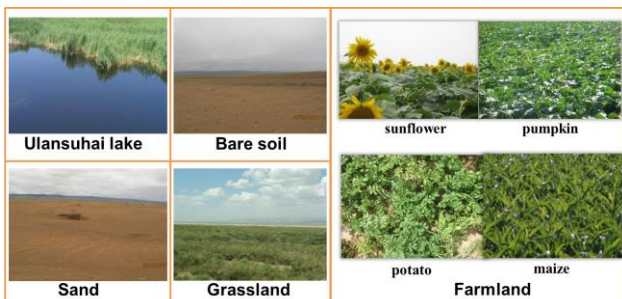 Ulansuhai lake
Bare soil
sunflower
pumpkin
Sand
Grassland
potato
maize
Farmland